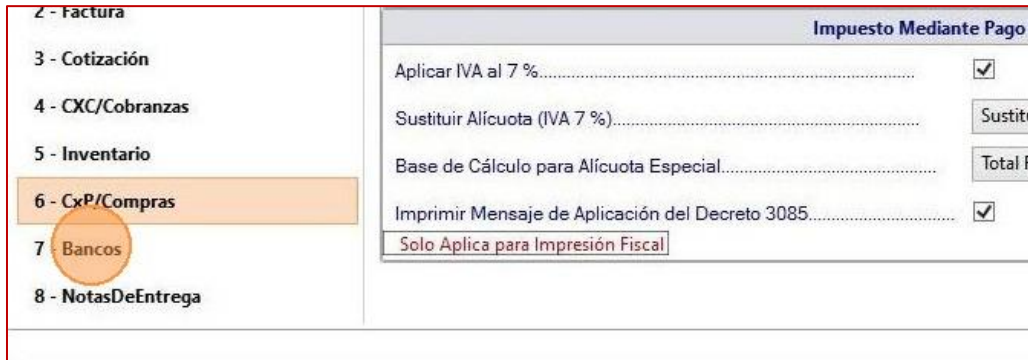 2 - Factura
3 - Cotización
4 - CXC/Cobranzas
5 - Inventario
6 - CxP/Compras
7 - Bancos
8 - NotasDeEntrega
Impuesto Mediante Pago
Aplicar IVA al 7 %
Sustituir Alícuota (IVA 7 %)
Base de Cálculo para Alícuota Especial
Total
Imprimir Mensaje de Aplicación del Decreto 3085
Solo Aplica para Impresión Fiscal